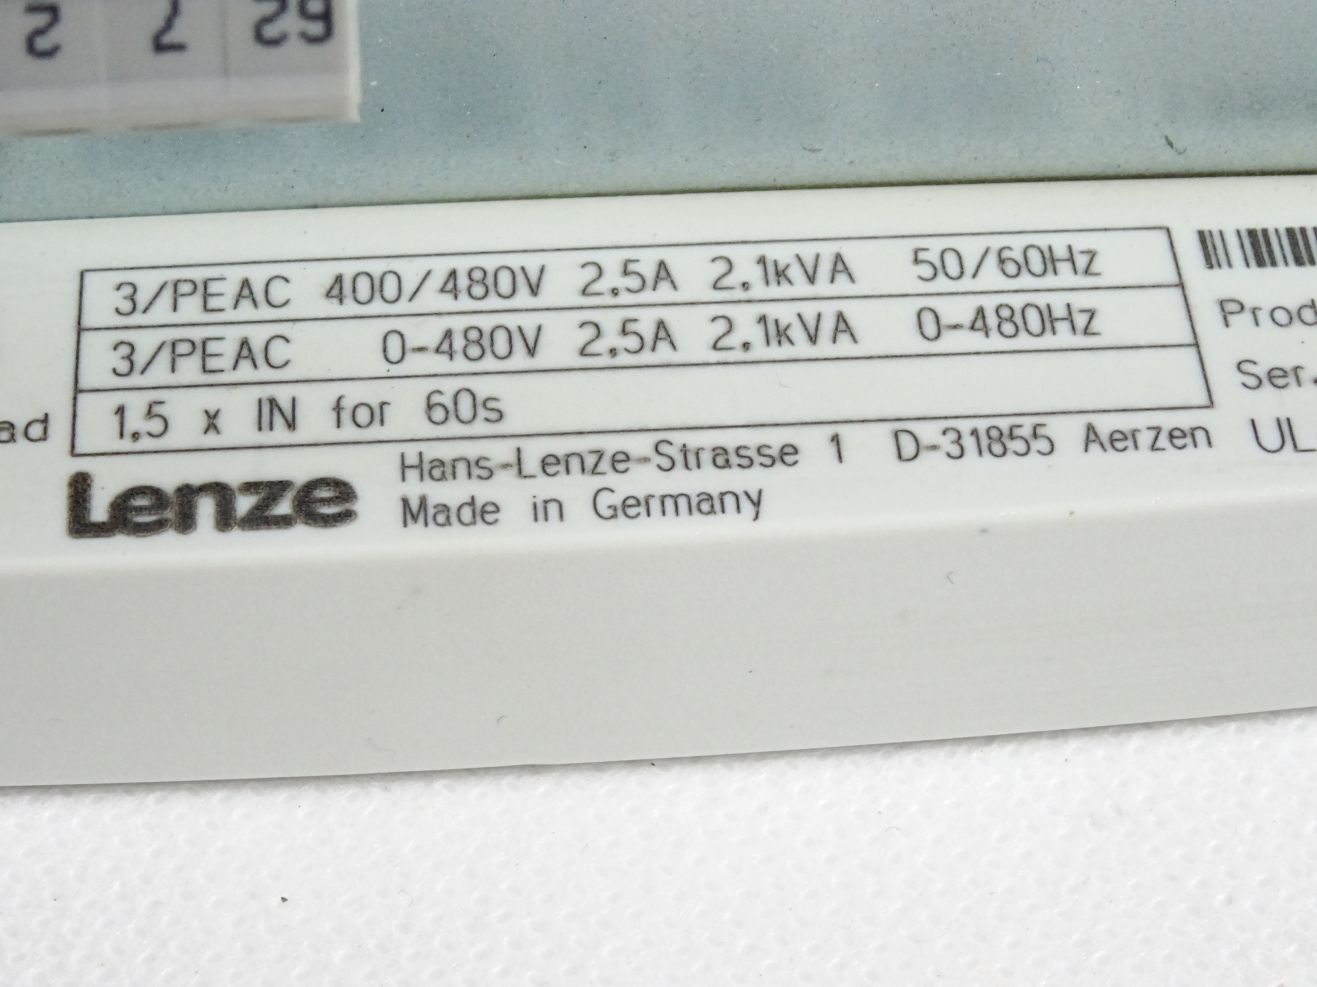 2 7 62
3/PEAC 400/480V 2.5A 2.1kVA 50/60Hz
3/PEAC 0-480V 2.5A 2.1kVA 0-480Hz
ad 1.5 x IN for 60s
Prod
Ser.
Lenze Hans-Lenze-Strasse 1 D-31855 Aerzen UL
Made in Germany